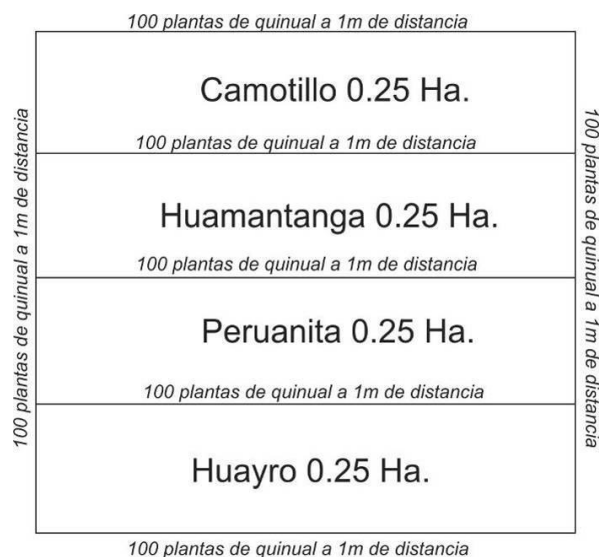 100 plantas de quinual a 1m de distancia
Camotillo 0.25 Ha.
100 plantas de quinual a 1m de distancia
Huamantanga 0.25 Ha.
100 plantas de quinual a 1m de distancia
Peruanita 0.25 Ha.
100 plantas de quinual a 1m de distancia
Huayro 0.25 Ha.
100 plantas de quinual a 1m de distancia
100 plantas de quinual a 1m de distancia
100 plantas de quinual a 1m de distancia